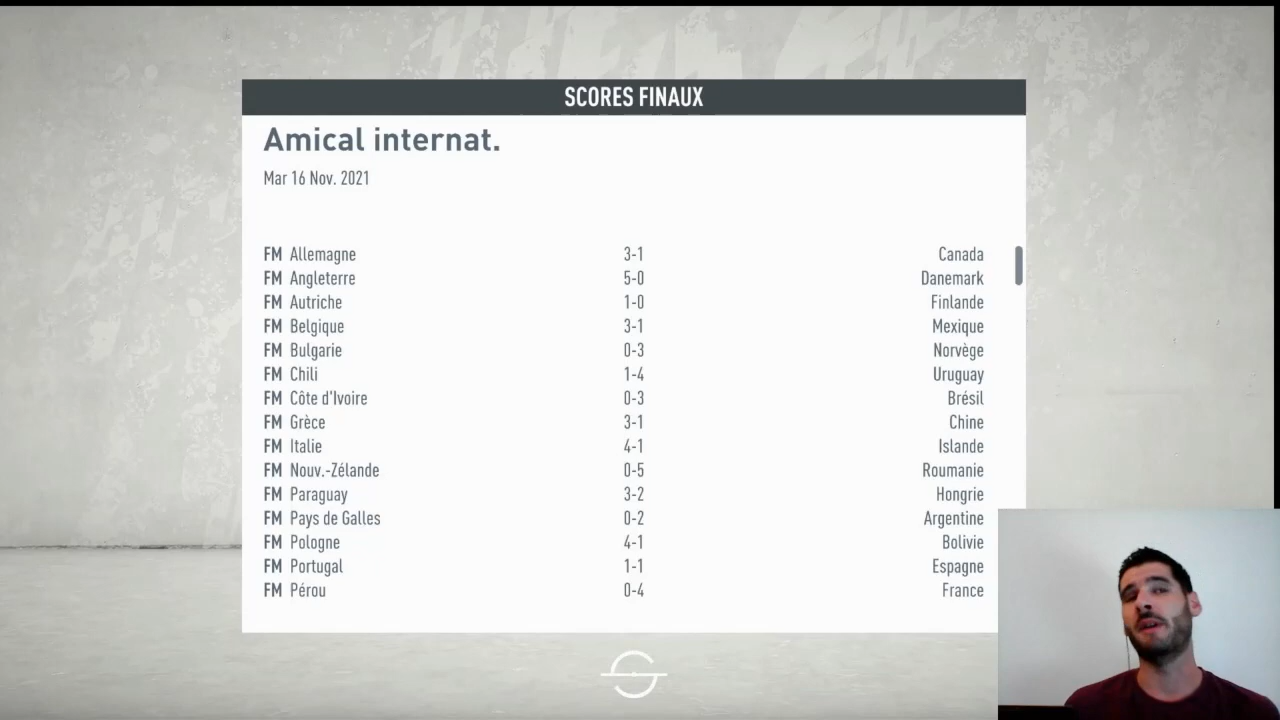 SCORES FINAUX
Amical internat.
Mar 16 Nov. 2021
FM Allemagne 3-1 Canada
FM Angleterre 5-0 Danemark
FM Autriche 1-0 Finlande
FM Belgique 3-1 Mexique
FM Bulgarie 0-3 Norvège
FM Chili 1-4 Uruguay
FM Côte d'Ivoire 0-3 Brésil
FM Grèce 3-1 Chine
FM Italie 4-1 Islande
FM Nouv.-Zélande 0-5 Roumanie
FM Paraguay 3-2 Hongrie
FM Pays de Galles 0-2 Argentine
FM Pologne 4-1 Bolivie
FM Portugal 1-1 Espagne
FM Pérou 0-4 France